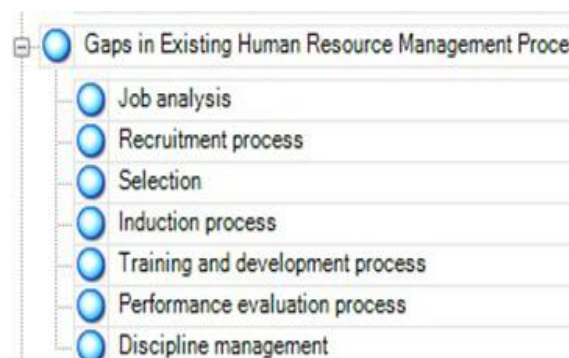 Gaps in Existing Human Resource Management Proce
Job analysis
Recruitment process
Selection
Induction process
Training and development process
Performance evaluation process
Discipline management